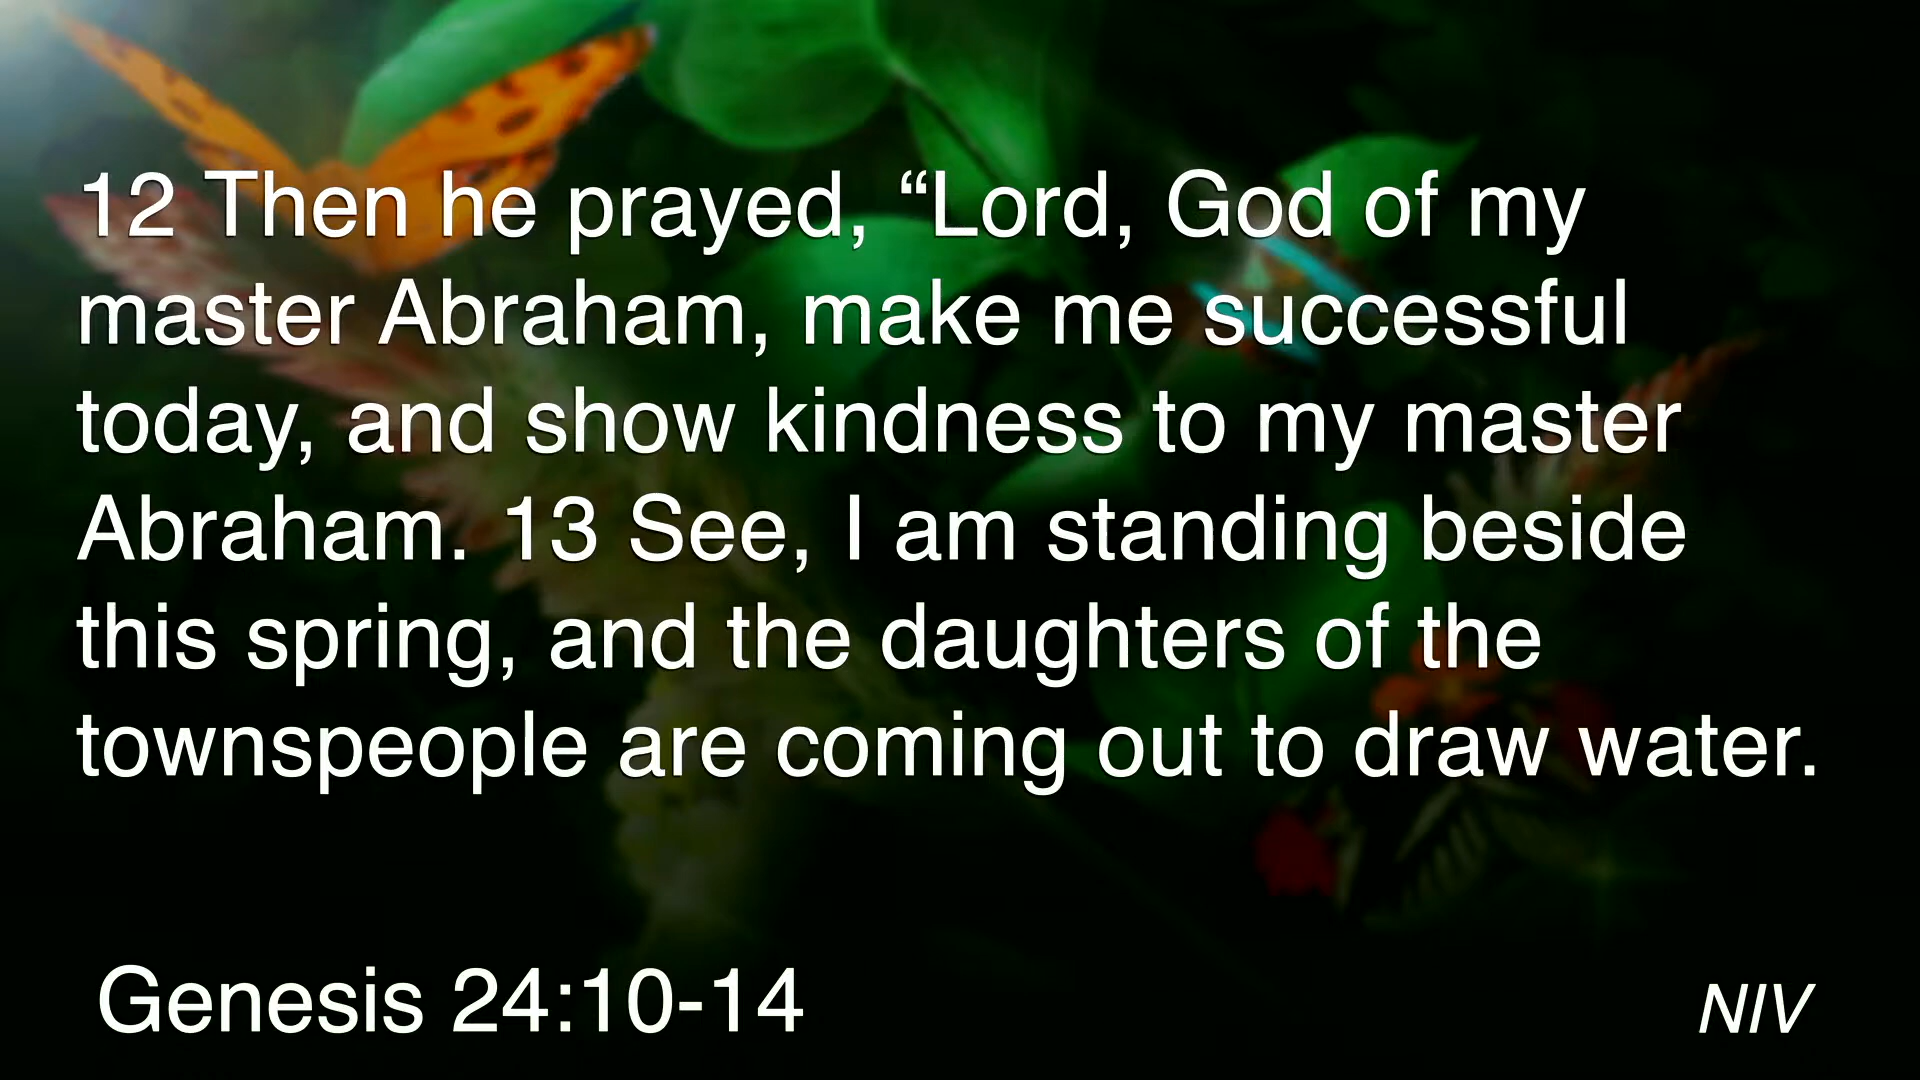 12 Then he prayed, “Lord, God of my
master Abraham, make me successful
today, and show kindness to my master
Abraham. 13 See, I am standing beside
this spring, and the daughters of the
townspeople are coming out to draw water.
Genesis 24:10-14
NIV